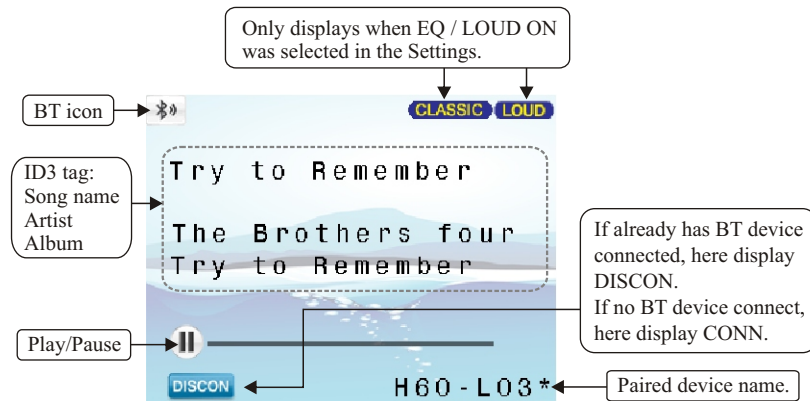 Only displays when EQ / LOUD ON
was selected in the Settings.
BT icon
CLASSIC LOUD
ID3 tag:
Song name
Artist
Album
Try to Remember
The Brothers four
Try to Remember
If already has BT device
connected, here display
DISCON.
If no BT device connect,
here display CONN.
Play/Pause
DISCON
H60-L03*
Paired device name.